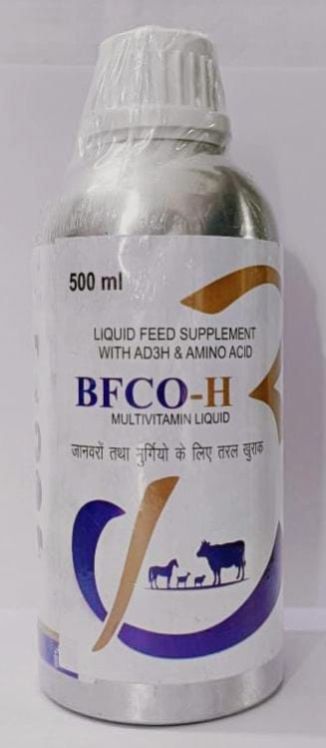 500 ml
LIQUID FEED SUPPLEMENT
WITH AD3H & AMINO ACID
BFCO-H
MULTIVITAMIN LIQUID
जानवरों तथा मुर्गियो के लिए तरल खुराक